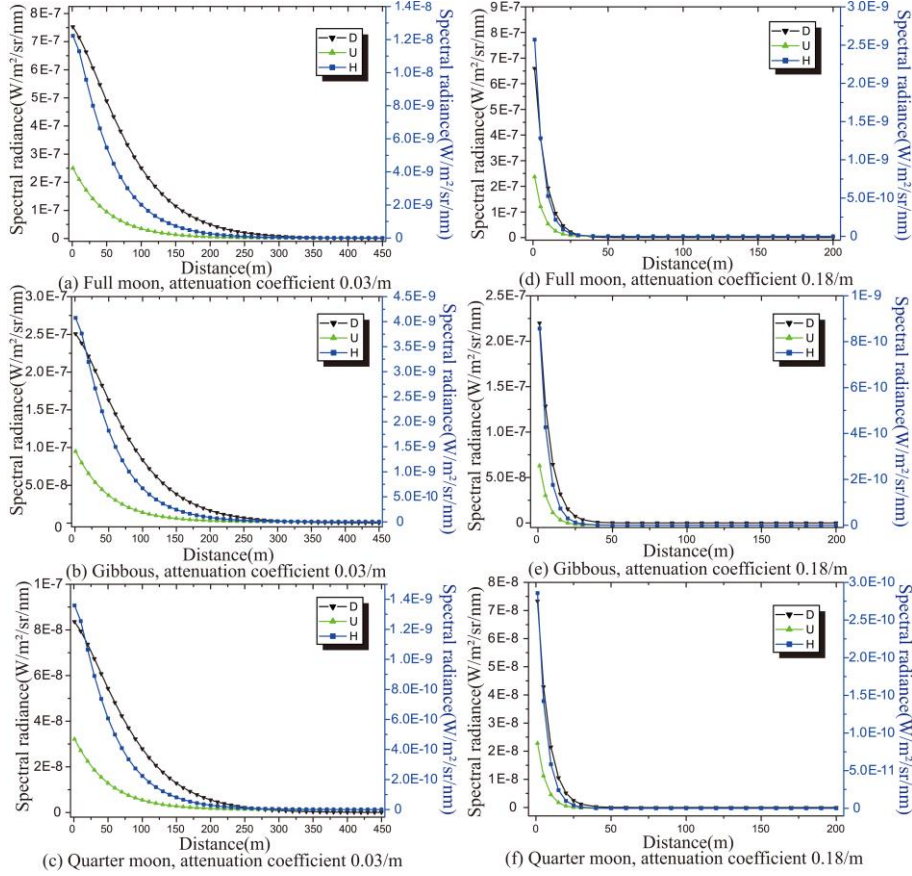 8E-7
7E-7
6E-7
5E-7
4E-7
3E-7
2E-7
1E-7
0
Spectral radiance(W/m²/sr/nm)
D
U
H
1.4E-8
1.2E-8
1.0E-8
8.0E-9
6.0E-9
4.0E-9
2.0E-9
0.0
Spectral radiance(W/m²/sr/nm)
0 50 100 150 200 250 300 350 400 450
Distance(m)
(a) Full moon, attenuation coefficient 0.03/m
9E-7
8E-7
7E-7
6E-7
5E-7
4E-7
3E-7
2E-7
1E-7
0
Spectral radiance(W/m²/sr/nm)
D
U
H
3.0E-9
2.5E-9
2.0E-9
1.5E-9
1.0E-9
5.0E-10
0.0
Spectral radiance(W/m²/sr/nm)
0 50 100 150 200
Distance(m)
(d) Full moon, attenuation coefficient 0.18/m
3.0E-7
2.5E-7
2.0E-7
1.5E-7
1.0E-7
5.0E-8
0
Spectral radiance(W/m²/sr/nm)
D
U
H
4.5E-9
4.0E-9
3.5E-9
3.0E-9
2.5E-9
2.0E-9
1.5E-9
1.0E-9
5.0E-10
0
Spectral radiance(W/m²/sr/nm)
0 50 100 150 200 250 300 350 400 450
Distance(m)
(b) Gibbous, attenuation coefficient 0.03/m
2.5E-7
2.0E-7
1.5E-7
1.0E-7
5.0E-8
0
Spectral radiance(W/m²/sr/nm)
D
U
H
1E-9
8E-10
6E-10
4E-10
2E-10
0
Spectral radiance(W/m²/sr/nm)
0 50 100 150 200
Distance(m)
(e) Gibbous, attenuation coefficient 0.18/m
1E-7
8E-8
6E-8
4E-8
2E-8
0
Spectral radiance(W/m²/sr/nm)
D
U
H
1.4E-9
1.2E-9
1.0E-9
8.0E-10
6.0E-10
4.0E-10
2.0E-10
0.0
Spectral radiance(W/m²/sr/nm)
0 50 100 150 200 250 300 350 400 450
Distance(m)
(c) Quarter moon, attenuation coefficient 0.03/m
8E-8
7E-8
6E-8
5E-8
4E-8
3E-8
2E-8
1E-8
0
Spectral radiance(W/m²/sr/nm)
D
U
H
3.0E-10
2.5E-10
2.0E-10
1.5E-10
1.0E-10
5.0E-11
0.0
Spectral radiance(W/m²/sr/nm)
0 50 100 150 200
Distance(m)
(f) Quarter moon, attenuation coefficient 0.18/m